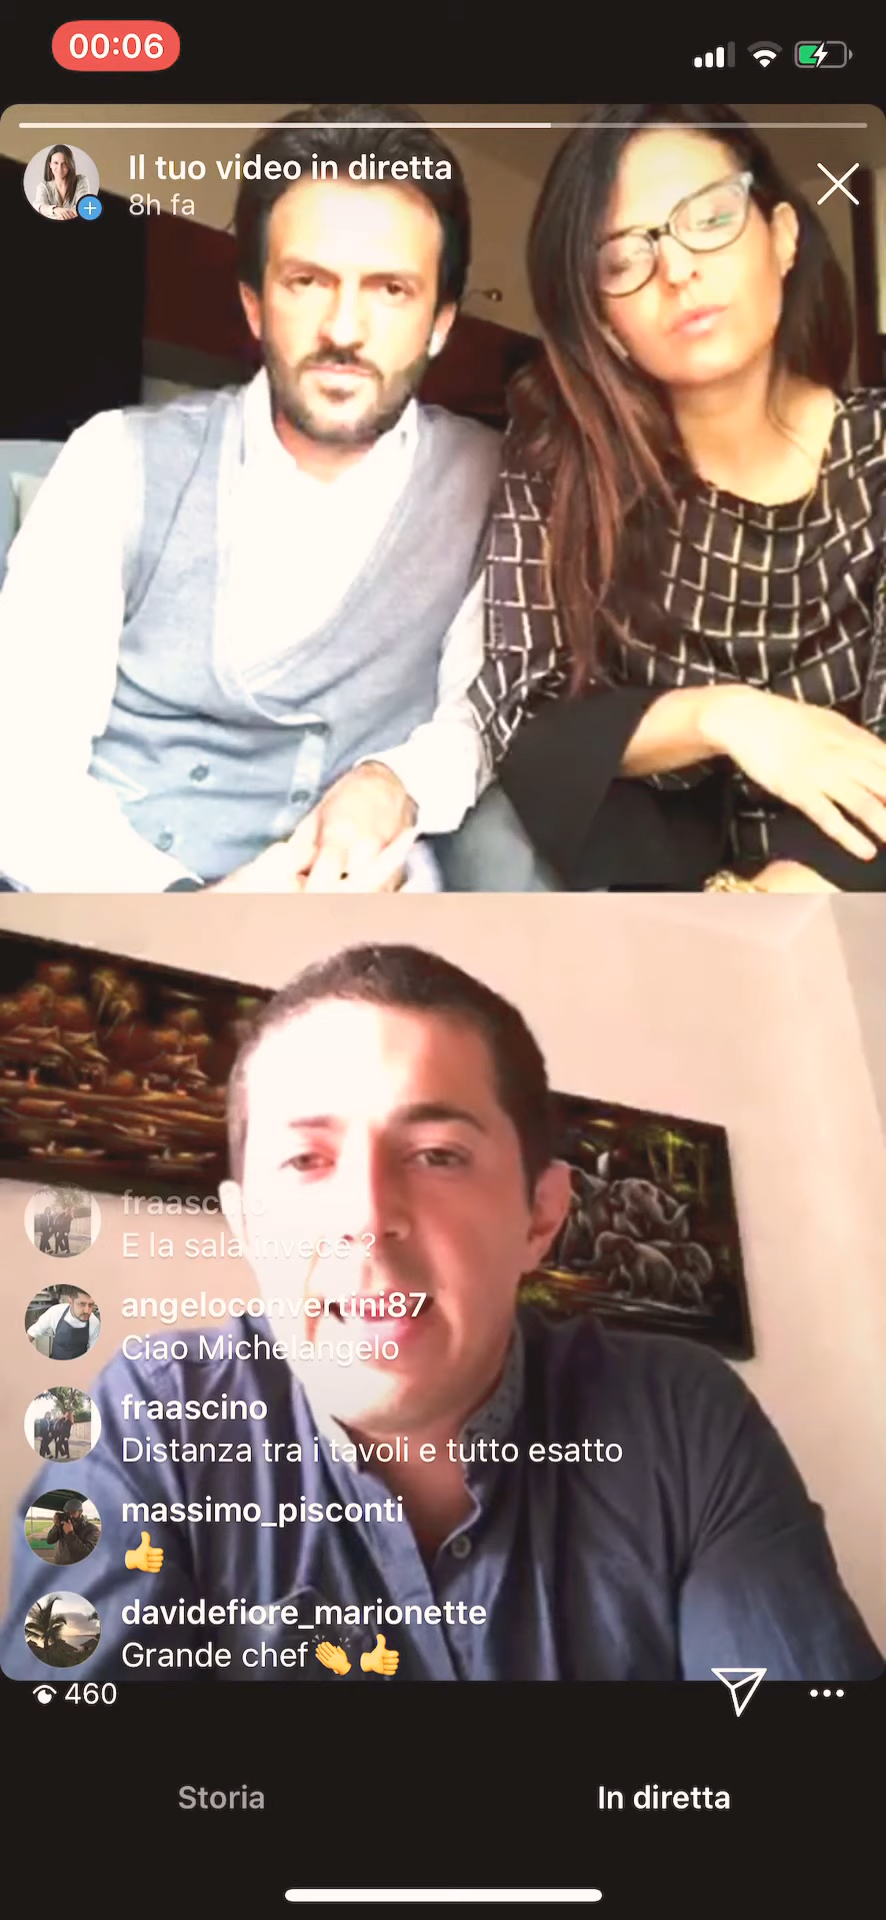 00:06
Il tuo video in diretta
8h fa
fraascino
E la sala invece ?
angeloconvertini87
Ciao Michelangelo
fraascino
Distanza tra i tavoli e tutto esatto
massimo_pisconti
👍
davidefiore_marionette
Grande chef👏👍
460
Storia
In diretta